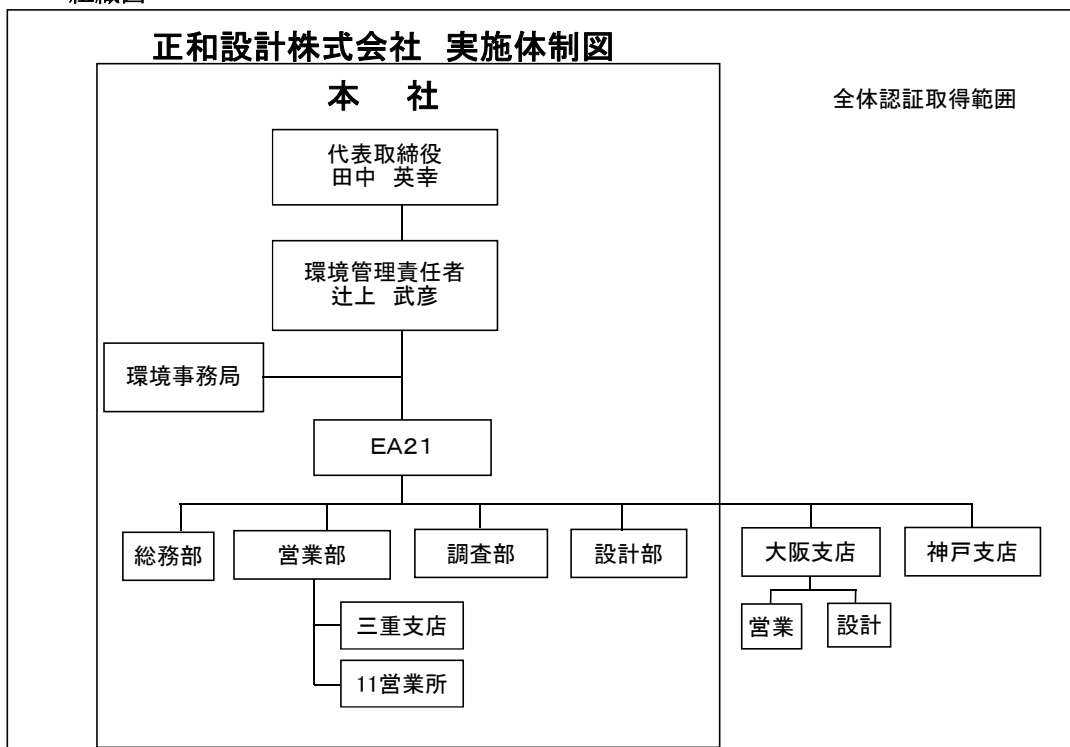 組織図
正和設計株式会社 実施体制図
本 社
全体認証取得範囲
代表取締役
田中 英幸
環境管理責任者
辻上 武彦
環境事務局
EA21
総務部
営業部
調査部
設計部
大阪支店
神戸支店
三重支店
営業
設計
11営業所